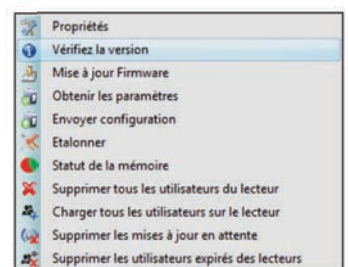 Propriétés
Vérifiez la version
Mise à jour Firmware
Obtenir les paramètres
Envoyer configuration
Etalonner
Statut de la mémoire
Supprimer tous les utilisateurs du lecteur
Charger tous les utilisateurs sur le lecteur
Supprimer les mises à jour en attente
Supprimer les utilisateurs expirés des lecteurs